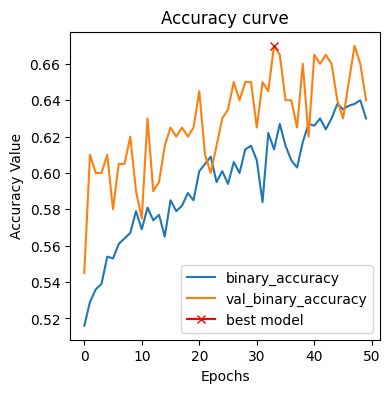 Accuracy curve
Accuracy Value
0.66
0.64
0.62
0.60
0.58
0.56
0.54
0.52
binary_accuracy
val_binary_accuracy
best model
0 10 20 30 40 50
Epochs